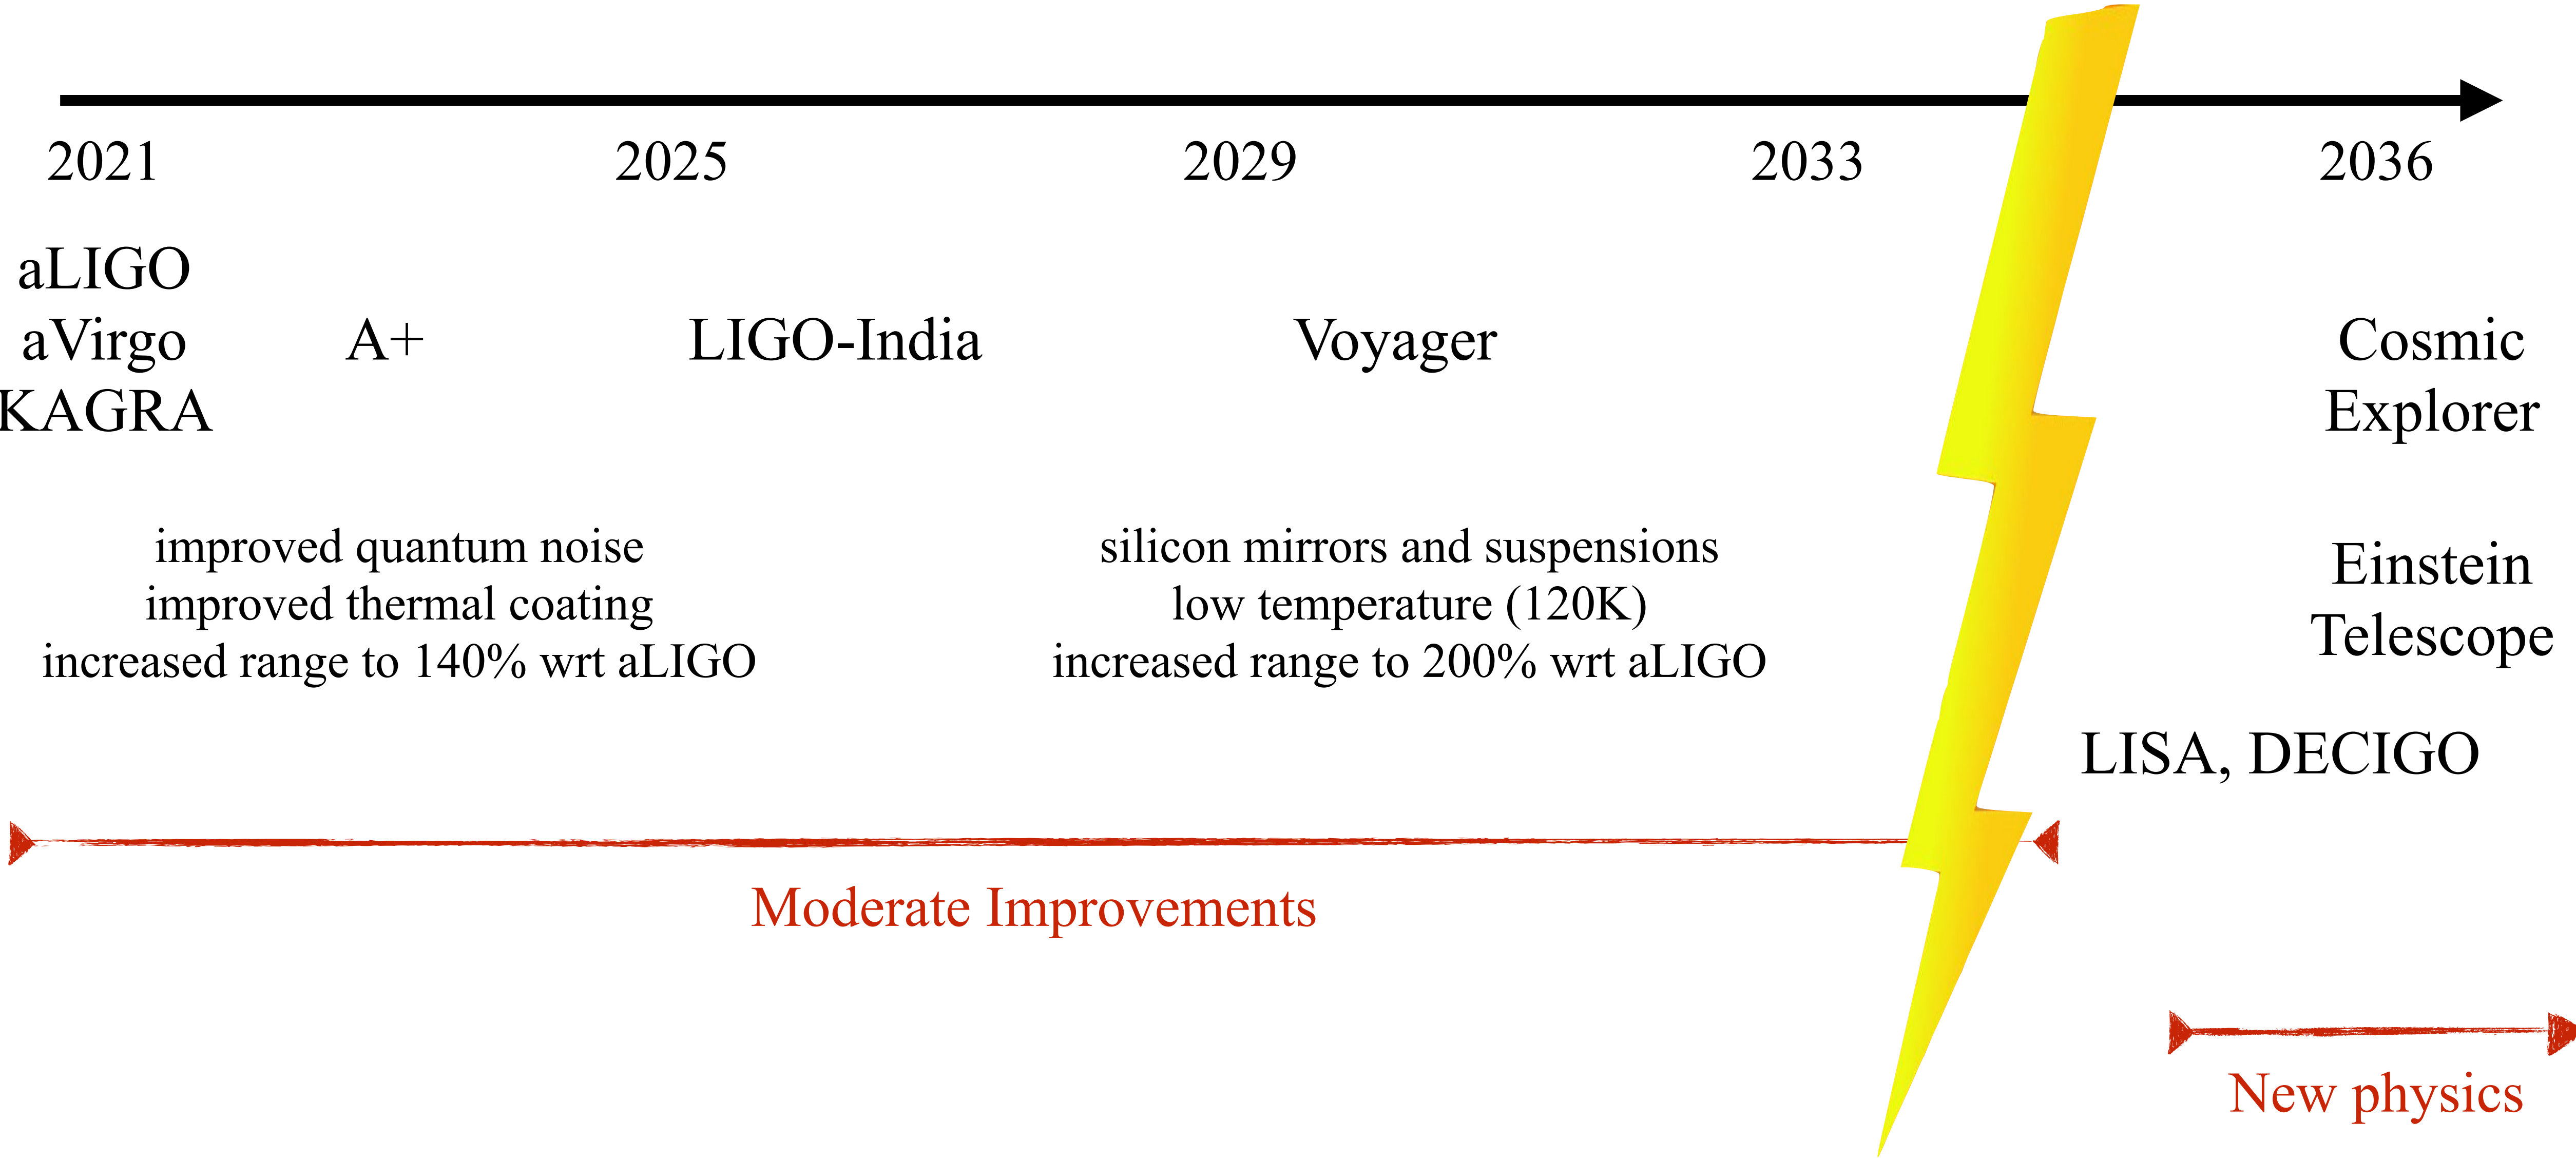 2021 2025 2029 2033 2036
aLIGO
aVirgo A+ LIGO-India Voyager Cosmic
KAGRA Explorer
improved quantum noise
improved thermal coating
increased range to 140% wrt aLIGO
silicon mirrors and suspensions
low temperature (120K)
increased range to 200% wrt aLIGO
Einstein
Telescope
LISA, DECIGO
Moderate Improvements
New physics